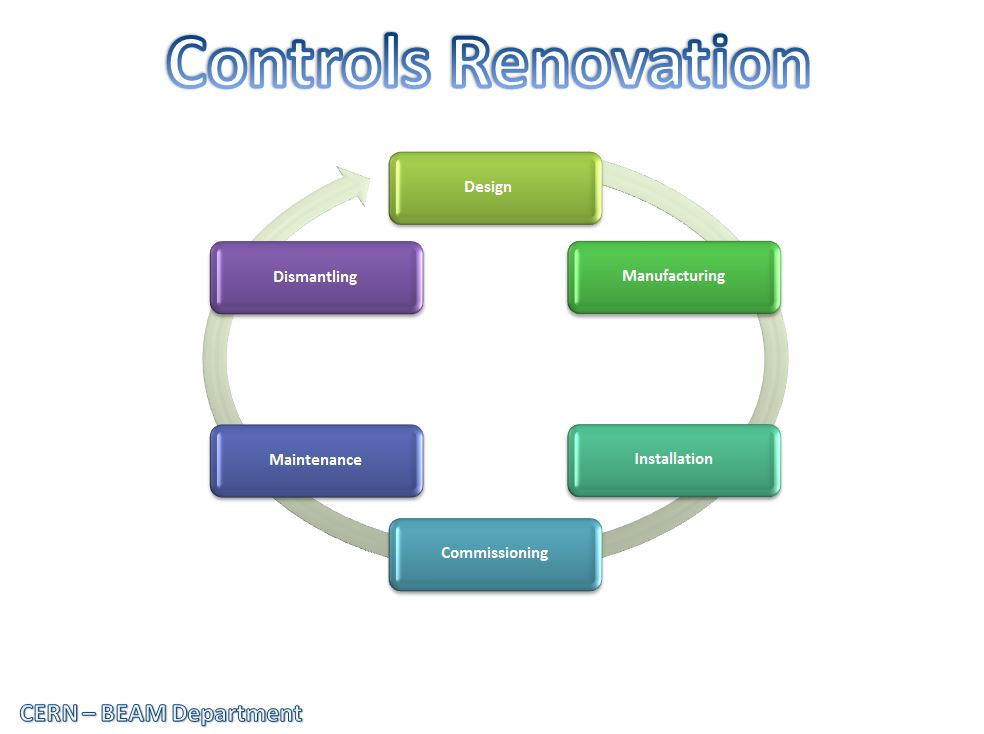 Controls Renovation
Design
Manufacturing
Installation
Commissioning
Maintenance
Dismantling
CERN – BEAM Department